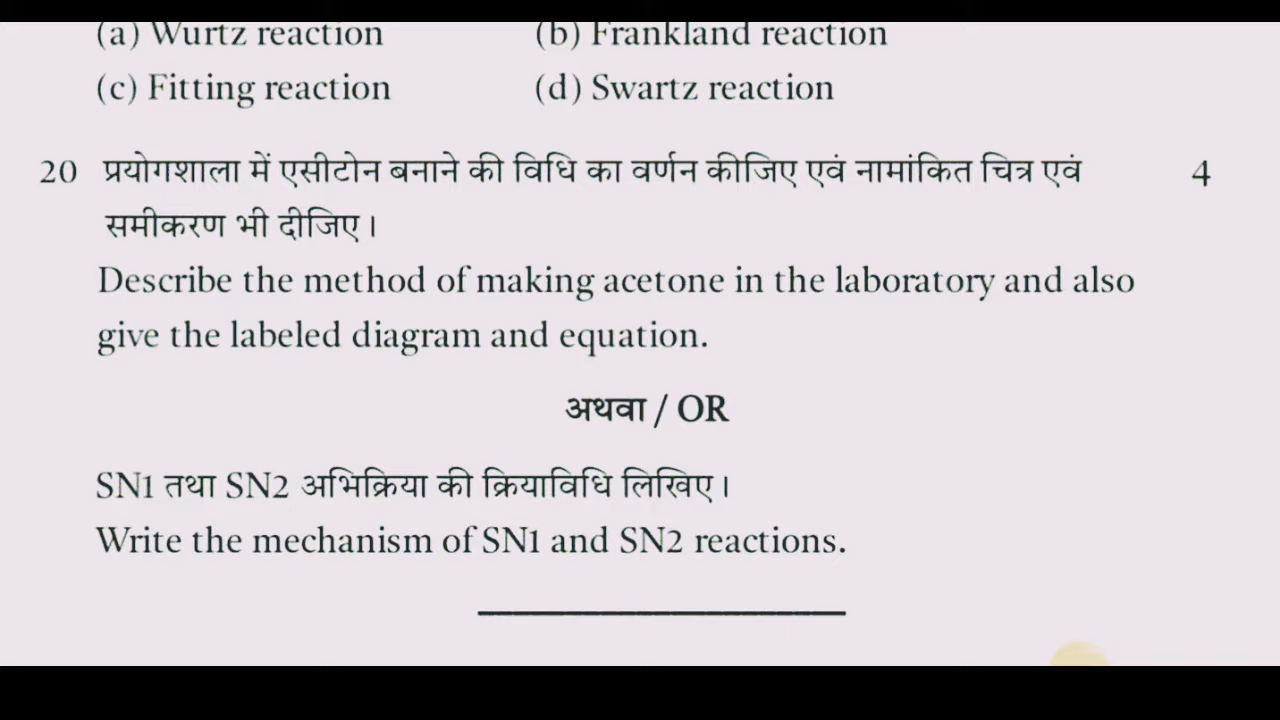 (a) Wurtz reaction (b) Frankland reaction
(c) Fitting reaction (d) Swartz reaction
20 प्रयोगशाला में एसीटोन बनाने की विधि का वर्णन कीजिए एवं नामांकित चित्र एवं 4
समीकरण भी दीजिए।
Describe the method of making acetone in the laboratory and also
give the labeled diagram and equation.
अथवा / OR
SN1 तथा SN2 अभिक्रिया की क्रियाविधि लिखिए।
Write the mechanism of SN1 and SN2 reactions.